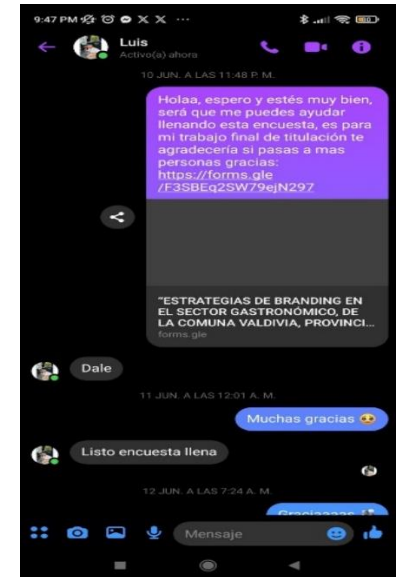 9:47 PM
Luis
Activo(a) ahora
10 JUN. A LAS 11:48 P. M.
Holaa, espero y estés muy bien,
será que me puedes ayudar
llenando esta encuesta, es para
mi trabajo final de titulación te
agradecería si pasas a mas
personas gracias:
https://forms.gle
/F3SBEq2SW79ejN297
"ESTRATEGIAS DE BRANDING EN
EL SECTOR GASTRONÓMICO, DE
LA COMUNA VALDIVIA, PROVINCI...
forms.gle
Dale
11 JUN. A LAS 12:01 A. M.
Muchas gracias
Listo encuesta llena
12 JUN. A LAS 7:24 A. M.
Mensaje